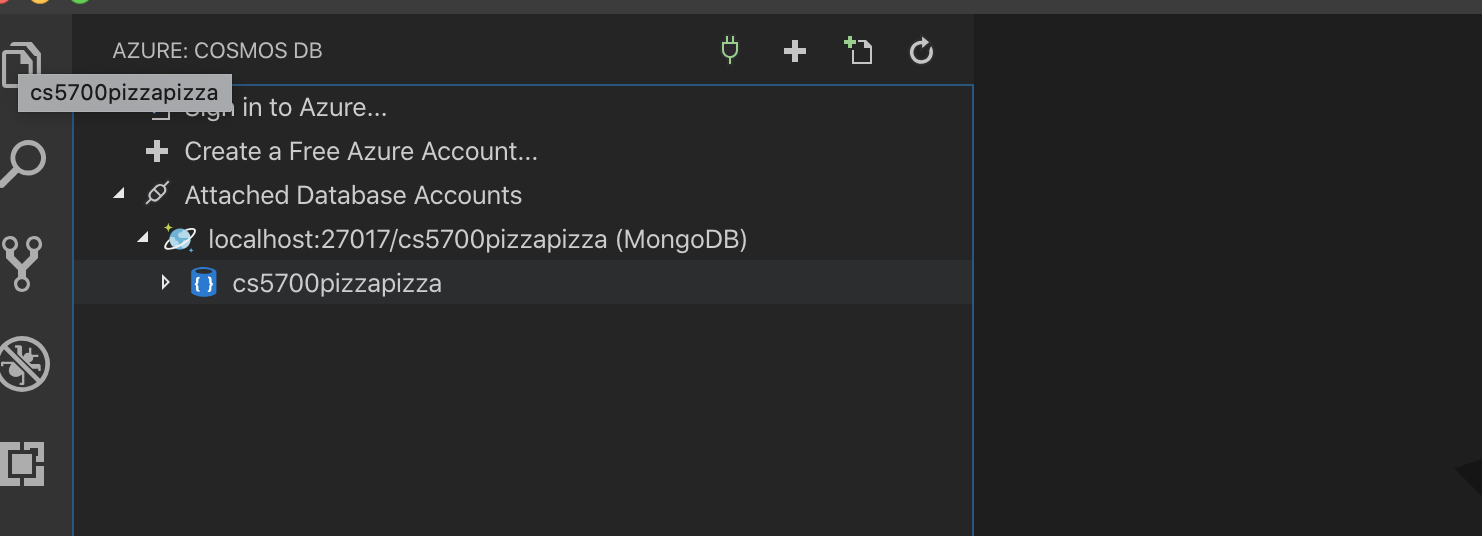 AZURE: COSMOS DB
cs5700pizzapizza
Sign in to Azure...
Create a Free Azure Account...
Attached Database Accounts
localhost:27017/cs5700pizzapizza (MongoDB)
cs5700pizzapizza